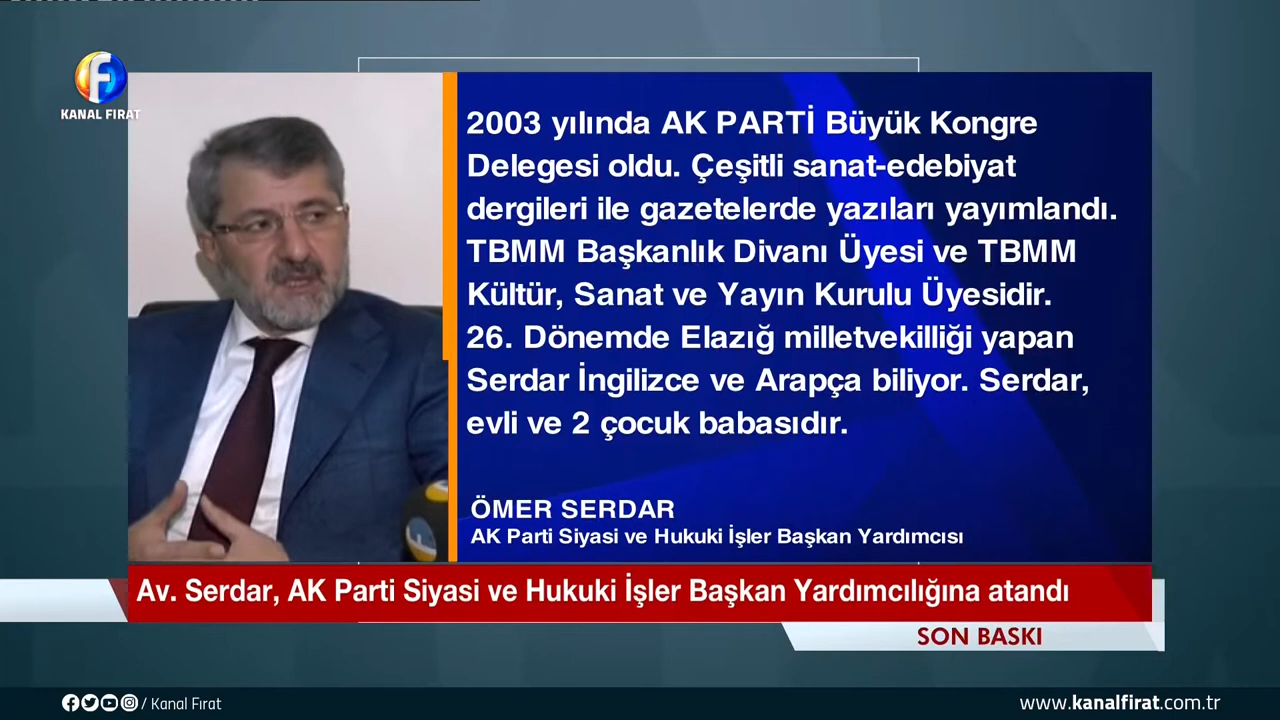 KANAL FIRAT
2003 yılında AK PARTİ Büyük Kongre
Delegesi oldu. Çeşitli sanat-edebiyat
dergileri ile gazetelerde yazıları yayımlandı.
TBMM Başkanlık Divanı Üyesi ve TBMM
Kültür, Sanat ve Yayın Kurulu Üyesidir.
26. Dönemde Elazığ milletvekilliği yapan
Serdar İngilizce ve Arapça biliyor. Serdar,
evli ve 2 çocuk babasıdır.
ÖMER SERDAR
AK Parti Siyasi ve Hukuki İşler Başkan Yardımcısı
Av. Serdar, AK Parti Siyasi ve Hukuki İşler Başkan Yardımcılığına atandı
SON BASKI
/ Kanal Fırat
www.kanalfirat.com.tr